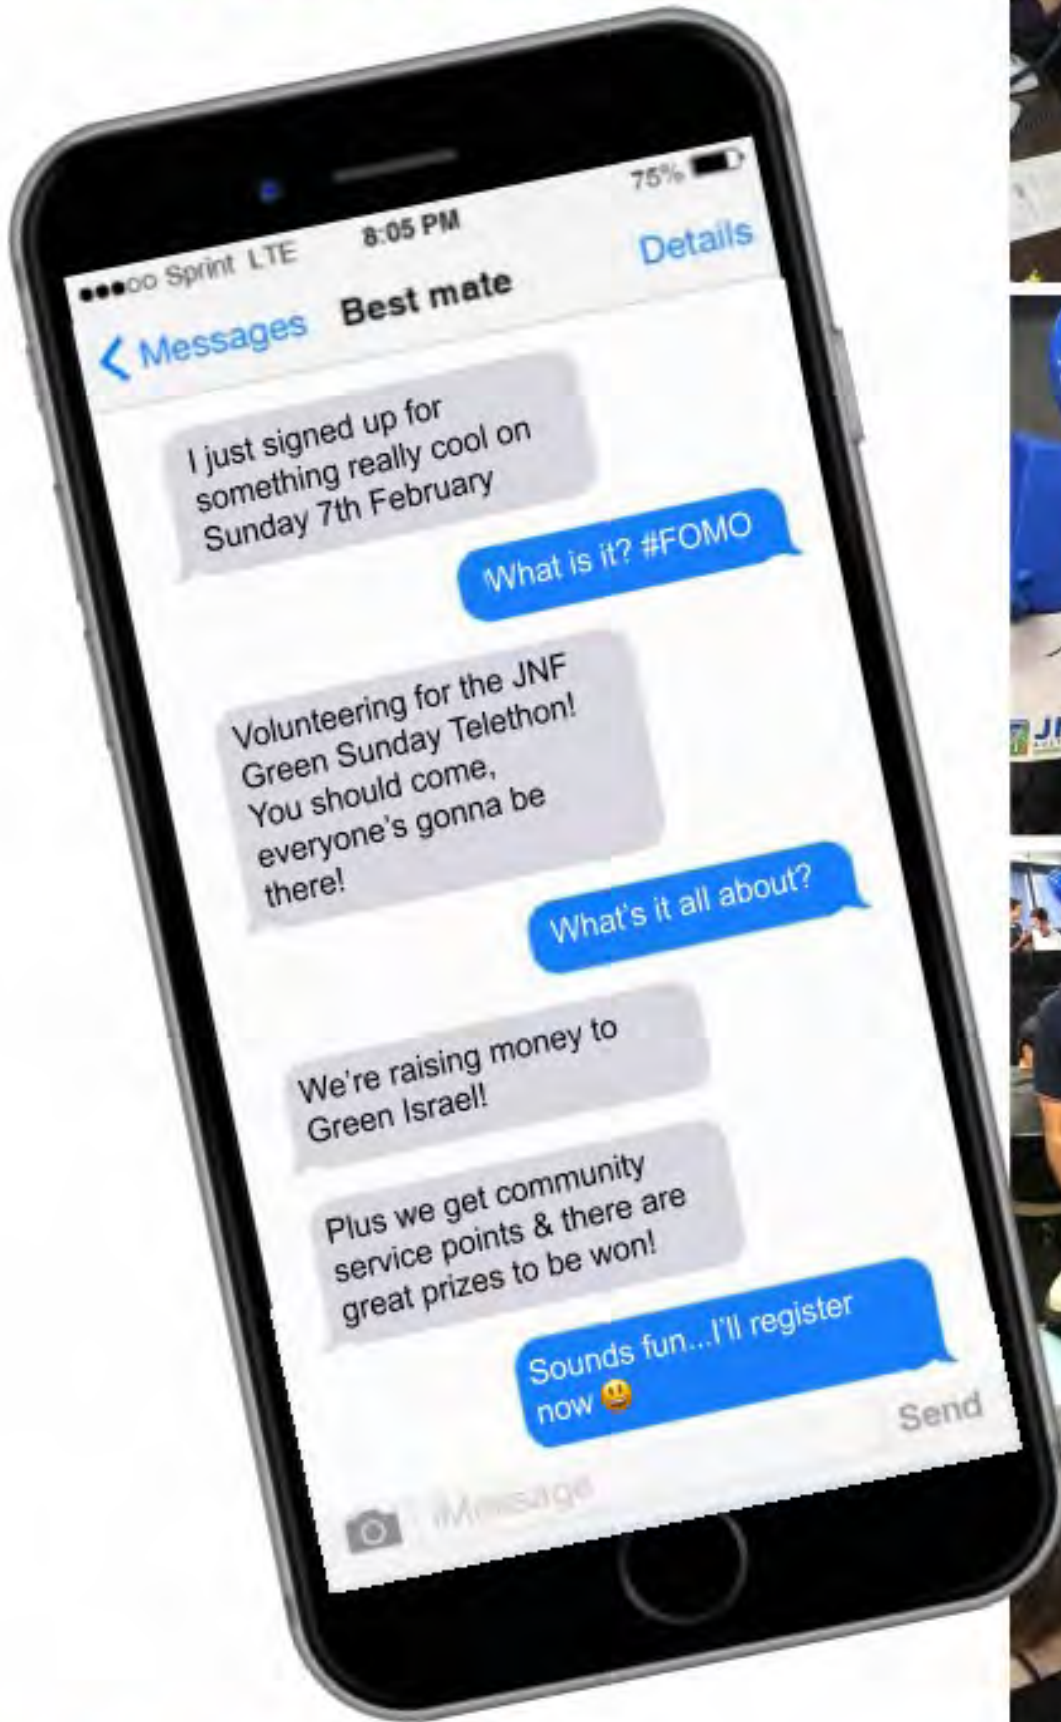 ●●●○○ Sprint LTE 8:05 PM 75%
Messages Best mate Details
I just signed up for
something really cool on
Sunday 7th February
What is it? #FOMO
Volunteering for the JNF
Green Sunday Telethon!
You should come,
everyone's gonna be
there!
What's it all about?
We're raising money to
Green Israel!
Plus we get community
service points & there are
great prizes to be won!
Sounds fun...I'll register
now 😃
iMessage Send